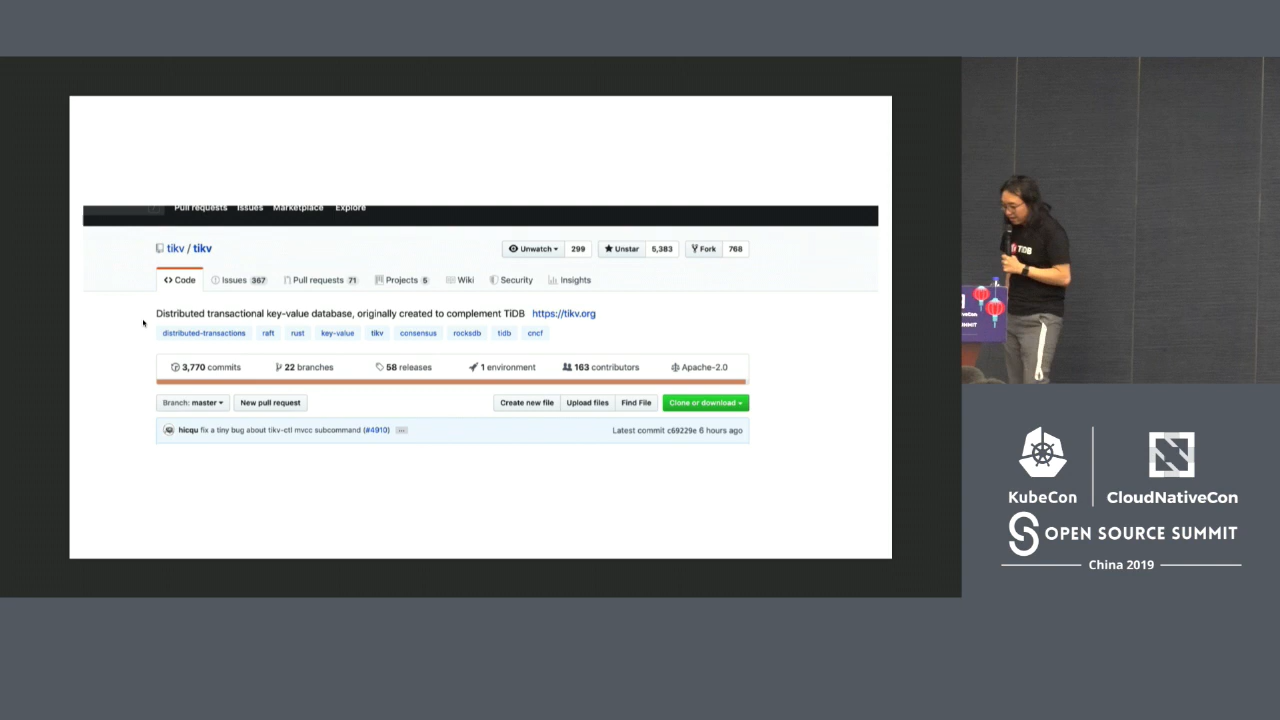 Pull requests Issues Marketplace Explore
tikv / tikv
Unwatch 299 Unstar 5,383 Fork 768
Code Issues 367 Pull requests 71 Projects 5 Wiki Security Insights
Distributed transactional key-value database, originally created to complement TiDB https://tikv.org
distributed-transactions raft rust key-value tikv consensus rocksdb tidb cncf
3,770 commits 22 branches 58 releases 1 environment 163 contributors Apache-2.0
Branch: master New pull request Create new file Upload files Find File Clone or download
hicqu fix a tiny bug about tikv-ctl mvcc subcommand (#4910) ... Latest commit c69229e 6 hours ago
TiDB
KubeCon CloudNativeCon
OPEN SOURCE SUMMIT
China 2019